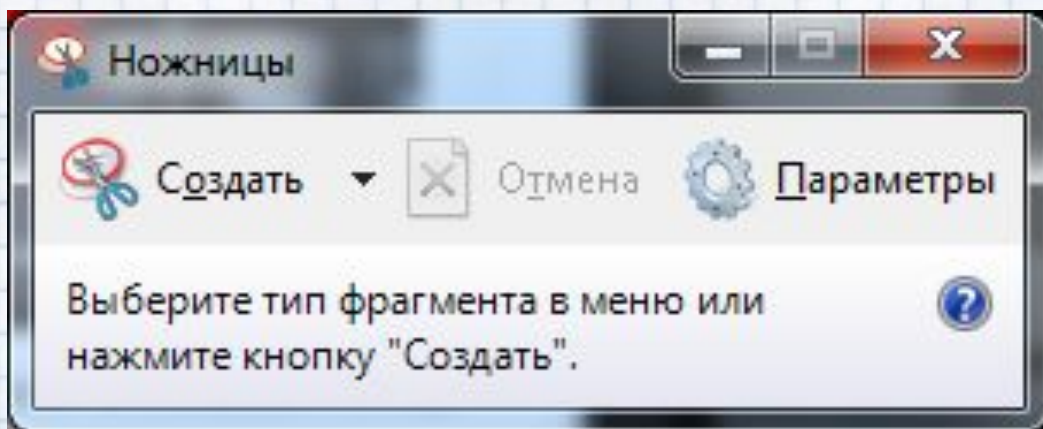 Ножницы
Создать Отмена Параметры
Выберите тип фрагмента в меню или
нажмите кнопку "Создать".